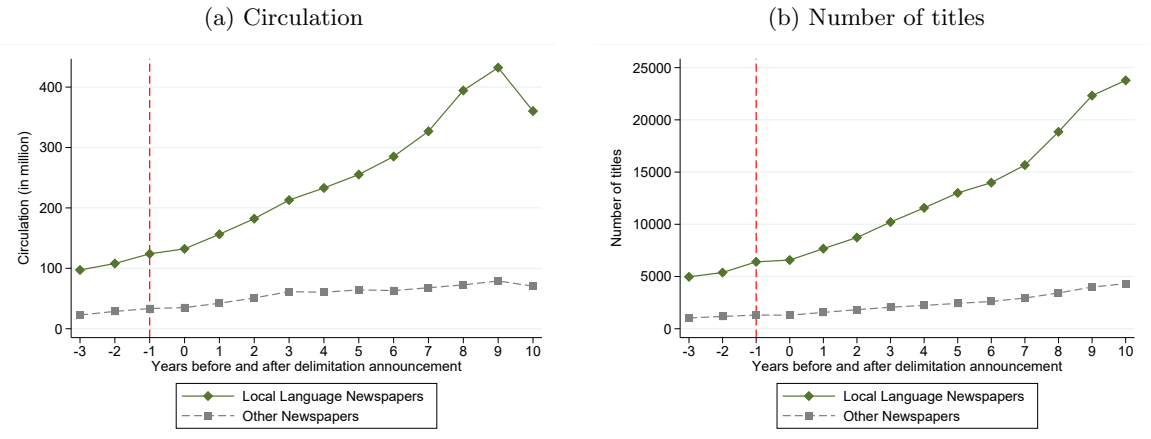 (a) Circulation
Circulation (in million)
400
300
200
100
0
-3 -2 -1 0 1 2 3 4 5 6 7 8 9 10
Years before and after delimitation announcement
Local Language Newspapers
Other Newspapers
(b) Number of titles
Number of titles
25000
20000
15000
10000
5000
0
-3 -2 -1 0 1 2 3 4 5 6 7 8 9 10
Years before and after delimitation announcement
Local Language Newspapers
Other Newspapers